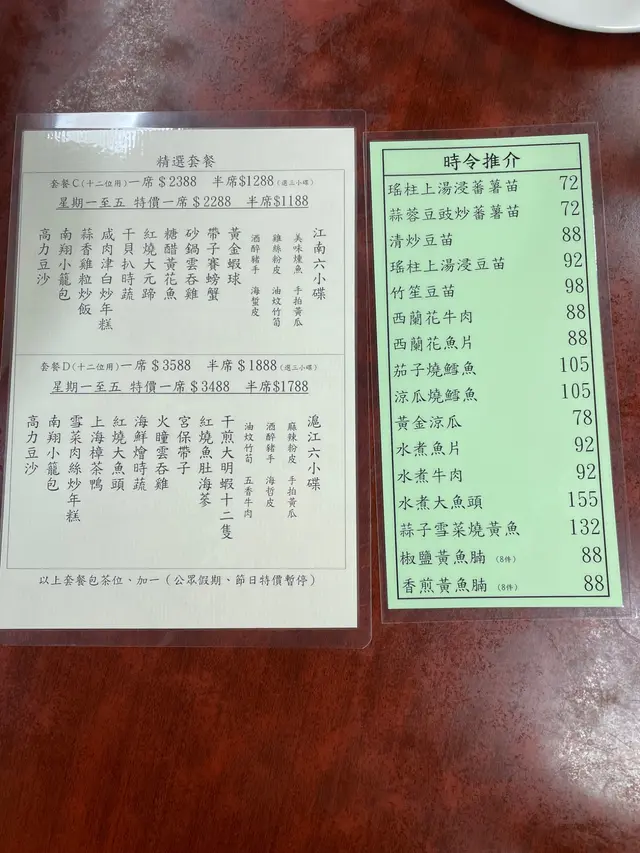 精選套餐
套餐C(十二位用)一席$2388 半席$1288(選三小碟)
星期一至五 特價一席$2288 半席$1188
江南六小碟
美味燻魚 手拍黃瓜
雞絲粉皮 油炆竹筍
酒醉豬手 海蜇皮
黃金蝦球
帶子賽螃蟹
砂鍋雲吞雞
糖醋黃花魚
紅燒大元蹄
干貝扒時蔬
咸肉津白炒年糕
蒜香雞粒炒飯
南翔小籠包
高力豆沙
套餐D(十二位用)一席$3588 半席$1888(選三小碟)
星期一至五 特價一席$3488 半席$1788
滬江六小碟
麻辣粉皮 手拍黃瓜
酒醉豬手 海哲皮
油炆竹筍 五香牛肉
干煎大明蝦十二隻
紅燒魚肚海參
宮保帶子
火瞳雲吞雞
海鮮燴時蔬
紅燒大魚頭
上海樟茶鴨
雪菜肉絲炒年糕
南翔小籠包
高力豆沙
以上套餐包茶位、加一(公眾假期、節日特價暫停)
時令推介
瑤柱上湯浸蕃薯苗 72
蒜蓉豆豉炒蕃薯苗 72
清炒豆苗 88
瑤柱上湯浸豆苗 92
竹笙豆苗 98
西蘭花牛肉 88
西蘭花魚片 88
茄子燒鱈魚 105
涼瓜燒鱈魚 105
黃金涼瓜 78
水煮魚片 92
水煮牛肉 92
水煮大魚頭 155
蒜子雪菜燒黃魚 132
椒鹽黃魚腩(8件) 88
香煎黃魚腩(8件) 88